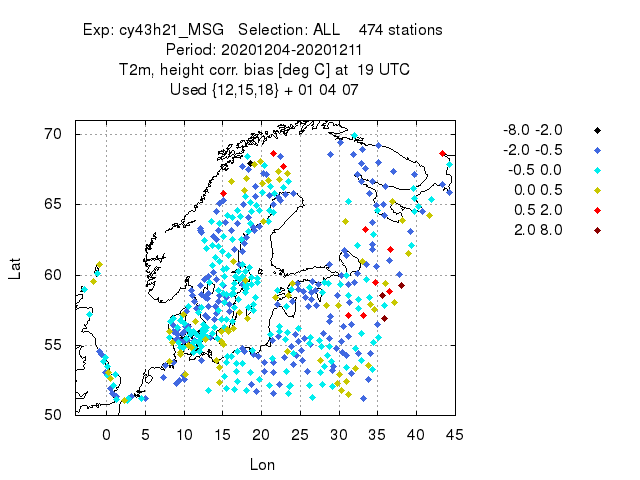 Exp: cy43h21_MSG Selection: ALL 474 stations
Period: 20201204-20201211
T2m, height corr. bias [deg C] at 19 UTC
Used {12,15,18} + 01 04 07
-8.0 -2.0
-2.0 -0.5
-0.5 0.0
0.0 0.5
0.5 2.0
2.0 8.0
Lat
70
65
60
55
50
0 5 10 15 20 25 30 35 40 45
Lon